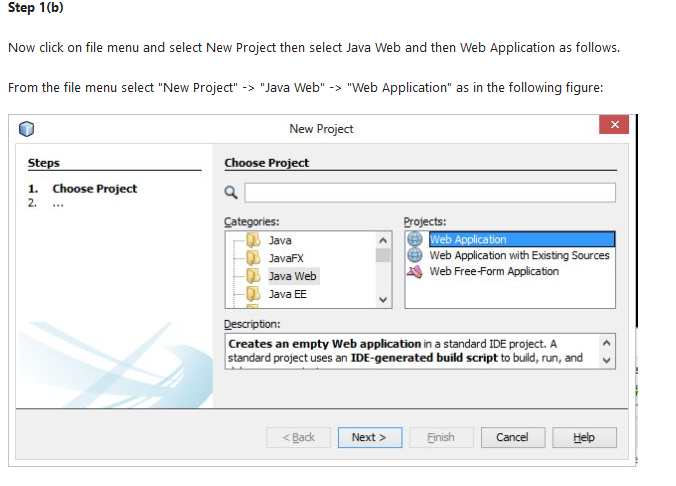 Step 1(b)
Now click on file menu and select New Project then select Java Web and then Web Application as follows.
From the file menu select "New Project" -> "Java Web" -> "Web Application" as in the following figure:
New Project
Steps
1. Choose Project
2. ...
Choose Project
Categories:
Java
JavaFX
Java Web
Java EE
Projects:
Web Application
Web Application with Existing Sources
Web Free-Form Application
Description:
Creates an empty Web application in a standard IDE project. A
standard project uses an IDE-generated build script to build, run, and
< Back
Next >
Finish
Cancel
Help